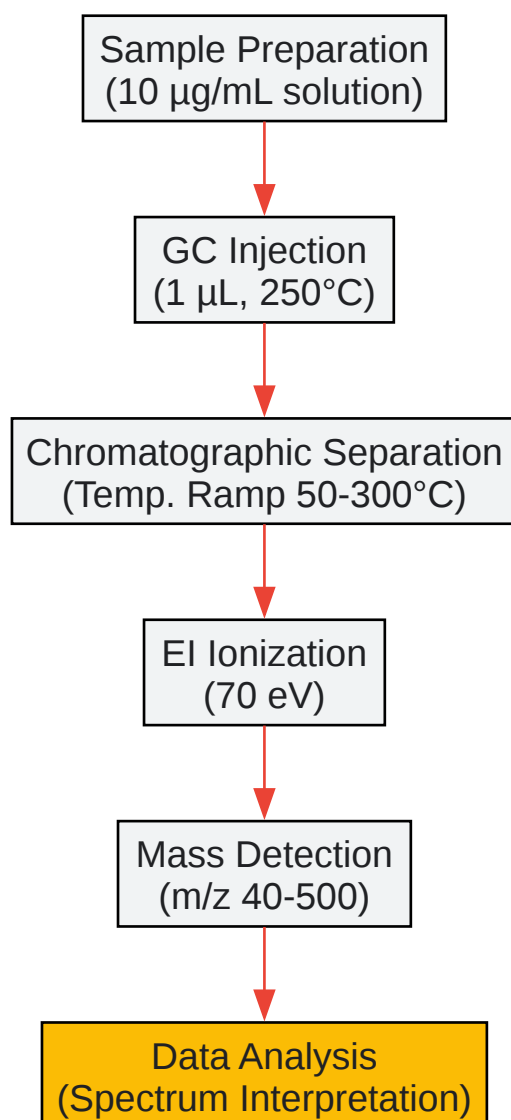 Sample Preparation
(10 µg/mL solution)
GC Injection
(1 µL, 250°C)
Chromatographic Separation
(Temp. Ramp 50-300°C)
EI Ionization
(70 eV)
Mass Detection
(m/z 40-500)
Data Analysis
(Spectrum Interpretation)